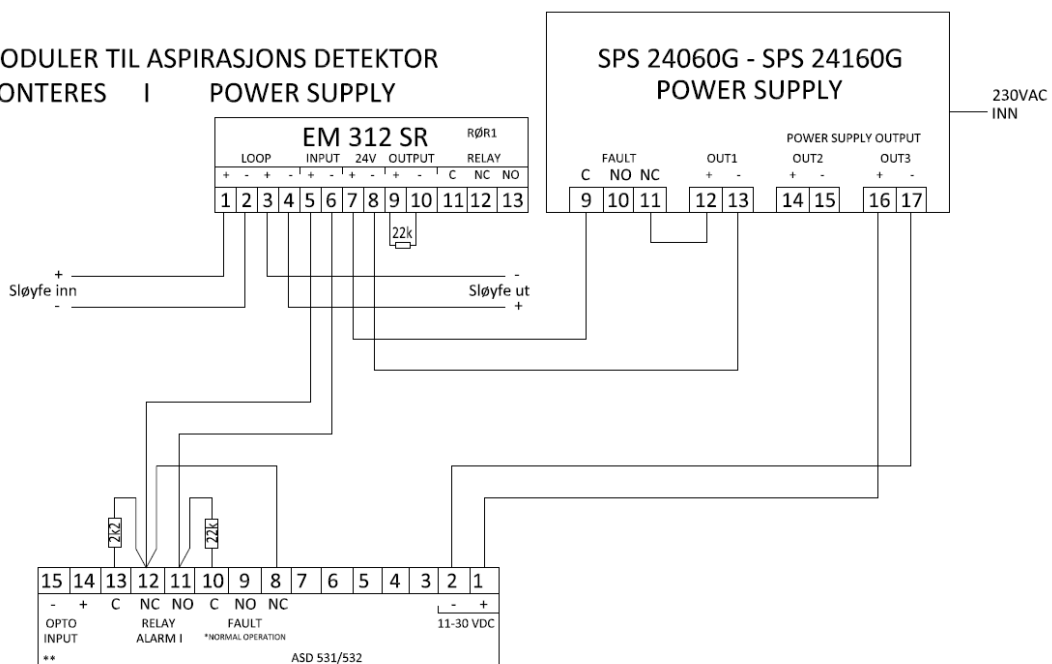 ODULER TIL ASPIRASJONS DETEKTOR
ONTERES I POWER SUPPLY
EM 312 SR RØR1
LOOP INPUT 24V OUTPUT RELAY
+ - + - + - + - + - C NC NO
1 2 3 4 5 6 7 8 9 10 11 12 13
22k
SPS 24060G - SPS 24160G
POWER SUPPLY
230VAC
INN
POWER SUPPLY OUTPUT
FAULT OUT1 OUT2 OUT3
C NO NC + - + - + -
9 10 11 12 13 14 15 16 17
+
Sløyfe inn
-
-
Sløyfe ut
+
2k2
22k
15 14 13 12 11 10 9 8 7 6 5 4 3 2 1
- + C NC NO C NO NC - +
OPTO RELAY FAULT 11-30 VDC
INPUT ALARM I *NORMAL OPERATION
** ASD 531/532